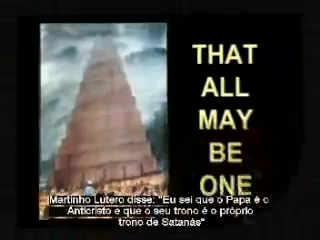 THAT
ALL
MAY
BE
ONE
Martinho Lutero disse: "Eu sei que o Papa é o
Anticristo e que o seu trono é o próprio
trono de Satanás"